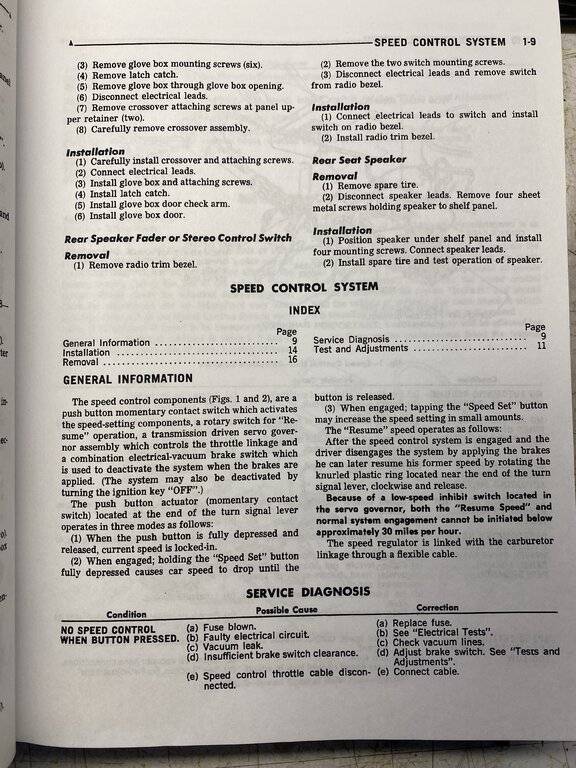 SPEED CONTROL SYSTEM 1-9
(3) Remove glove box mounting screws (six).
(4) Remove latch catch.
(5) Remove glove box through glove box opening.
(6) Disconnect electrical leads.
(7) Remove crossover attaching screws at panel up-
per retainer (two).
(8) Carefully remove crossover assembly.
Installation
(1) Carefully install crossover and attaching screws.
(2) Connect electrical leads.
(3) Install glove box and attaching screws.
(4) Install latch catch.
(5) Install glove box door check arm.
(6) Install glove box door.
Rear Speaker Fader or Stereo Control Switch
Removal
(1) Remove radio trim bezel.
(2) Remove the two switch mounting screws.
(3) Disconnect electrical leads and remove switch
from radio bezel.
Installation
(1) Connect electrical leads to switch and install
switch on radio bezel.
(2) Install radio trim bezel.
Rear Seat Speaker
Removal
(1) Remove spare tire.
(2) Disconnect speaker leads. Remove four sheet
metal screws holding speaker to shelf panel.
Installation
(1) Position speaker under shelf panel and install
four mounting screws. Connect speaker leads.
(2) Install spare tire and test operation of speaker.
SPEED CONTROL SYSTEM
INDEX
Page
General Information 9
Installation 14
Removal 16
Page
Service Diagnosis 9
Test and Adjustments 11
GENERAL INFORMATION
The speed control components (Figs. 1 and 2), are a
push button momentary contact switch which activates
the speed-setting components, a rotary switch for "Re-
sume" operation, a transmission driven servo gover-
nor assembly which controls the throttle linkage and
a combination electrical-vacuum brake switch which
is used to deactivate the system when the brakes are
applied. (The system may also be deactivated by
turning the ignition key "OFF".)
The push button actuator (momentary contact
switch) located at the end of the turn signal lever
operates in three modes as follows:
(1) When the push button is fully depressed and
released, current speed is locked-in.
(2) When engaged; holding the "Speed Set" button
fully depressed causes car speed to drop until the
button is released.
(3) When engaged; tapping the "Speed Set" button
may increase the speed setting in small amounts.
The "Resume" speed operates as follows:
After the speed control system is engaged and the
driver disengages the system by applying the brakes
he can later resume his former speed by rotating the
knurled plastic ring located near the end of the turn
signal lever, clockwise and release.
Because of a low-speed inhibit switch located in
the servo governor, both the "Resume Speed" and
normal system engagement cannot be initiated below
approximately 30 miles per hour.
The speed regulator is linked with the carburetor
linkage through a flexible cable.
SERVICE DIAGNOSIS
Condition Possible Cause Correction
NO SPEED CONTROL
WHEN BUTTON PRESSED.
(a) Fuse blown.
(b) Faulty electrical circuit.
(c) Vacuum leak.
(d) Insufficient brake switch clearance.
(e) Speed control throttle cable discon-
nected.
(a) Replace fuse.
(b) See "Electrical Tests".
(c) Check vacuum lines.
(d) Adjust brake switch. See "Tests and
Adjustments".
(e) Connect cable.